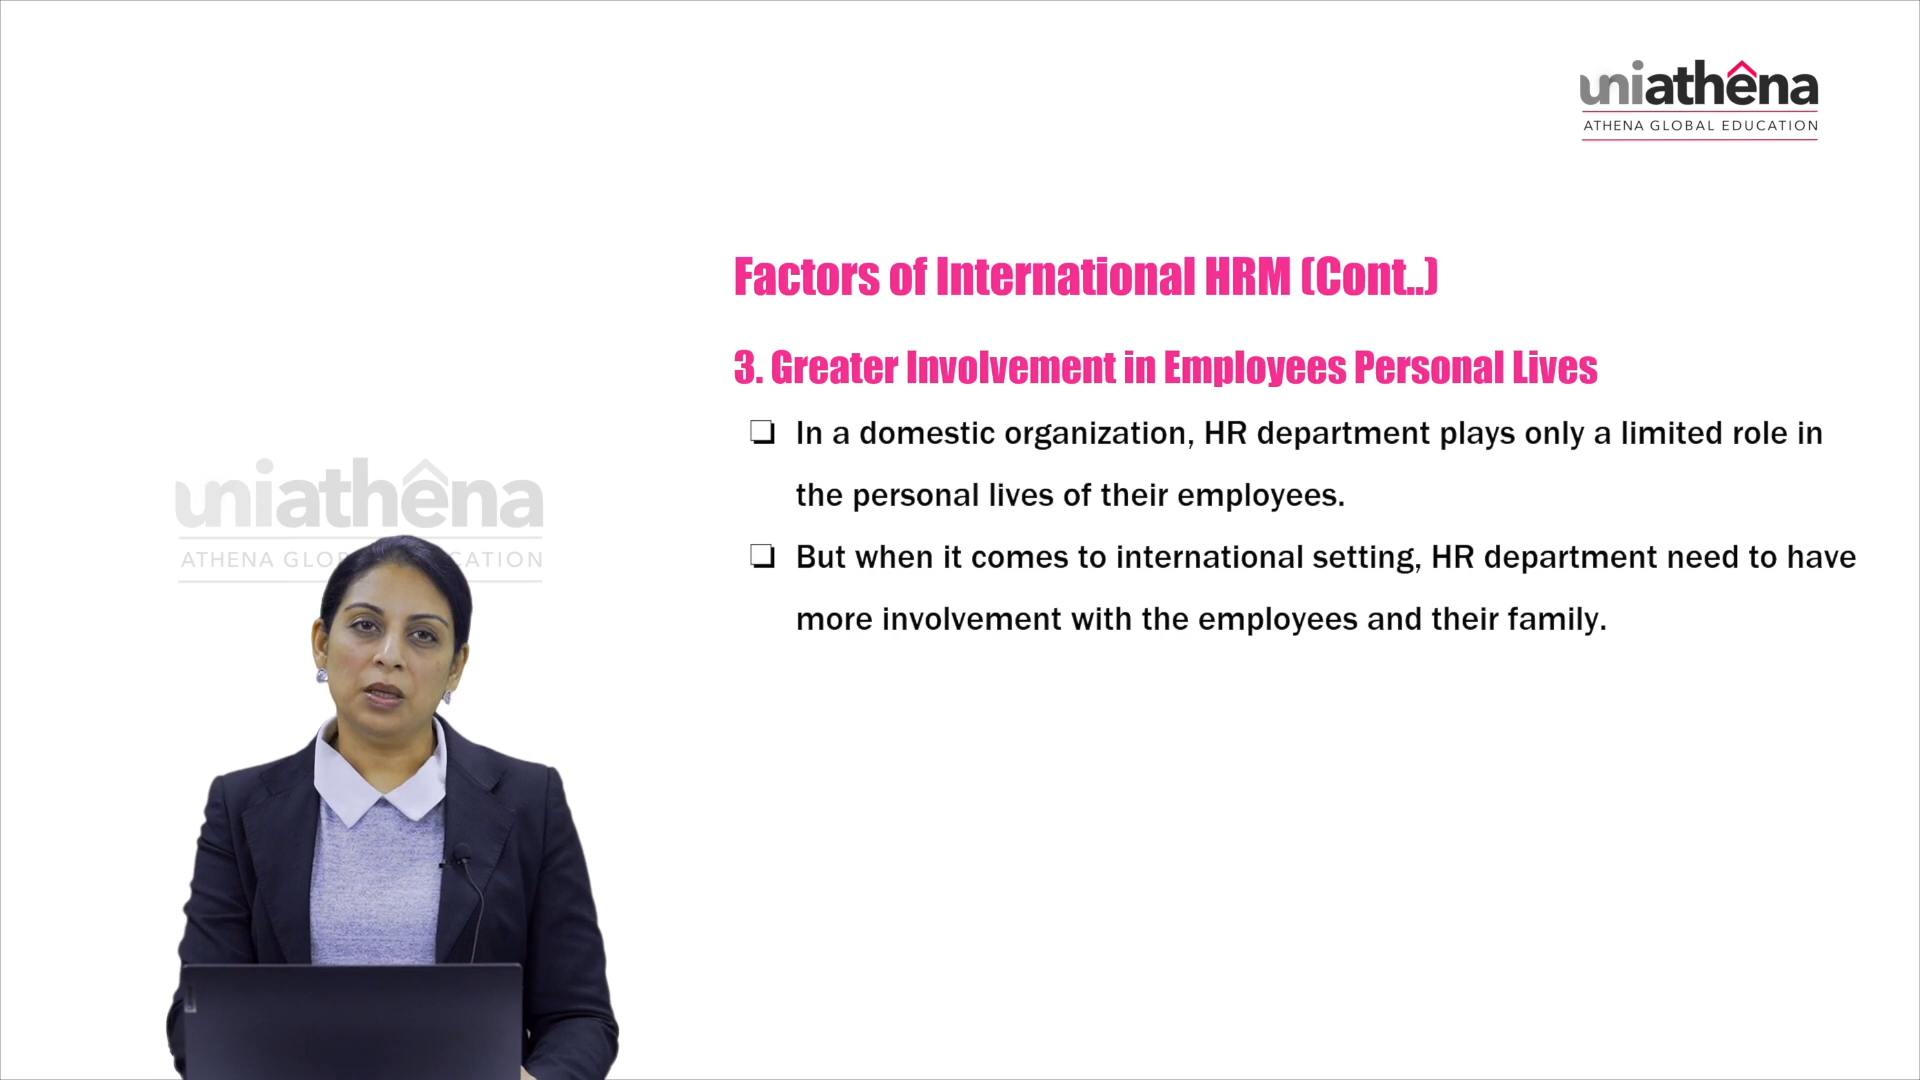 uniathena
ATHENA GLOBAL EDUCATION
Factors of International HRM (Cont..)
3. Greater Involvement in Employees Personal Lives
❏ In a domestic organization, HR department plays only a limited role in
the personal lives of their employees.
❏ But when it comes to international setting, HR department need to have
more involvement with the employees and their family.
uniathena
ATHENA GLO CATION